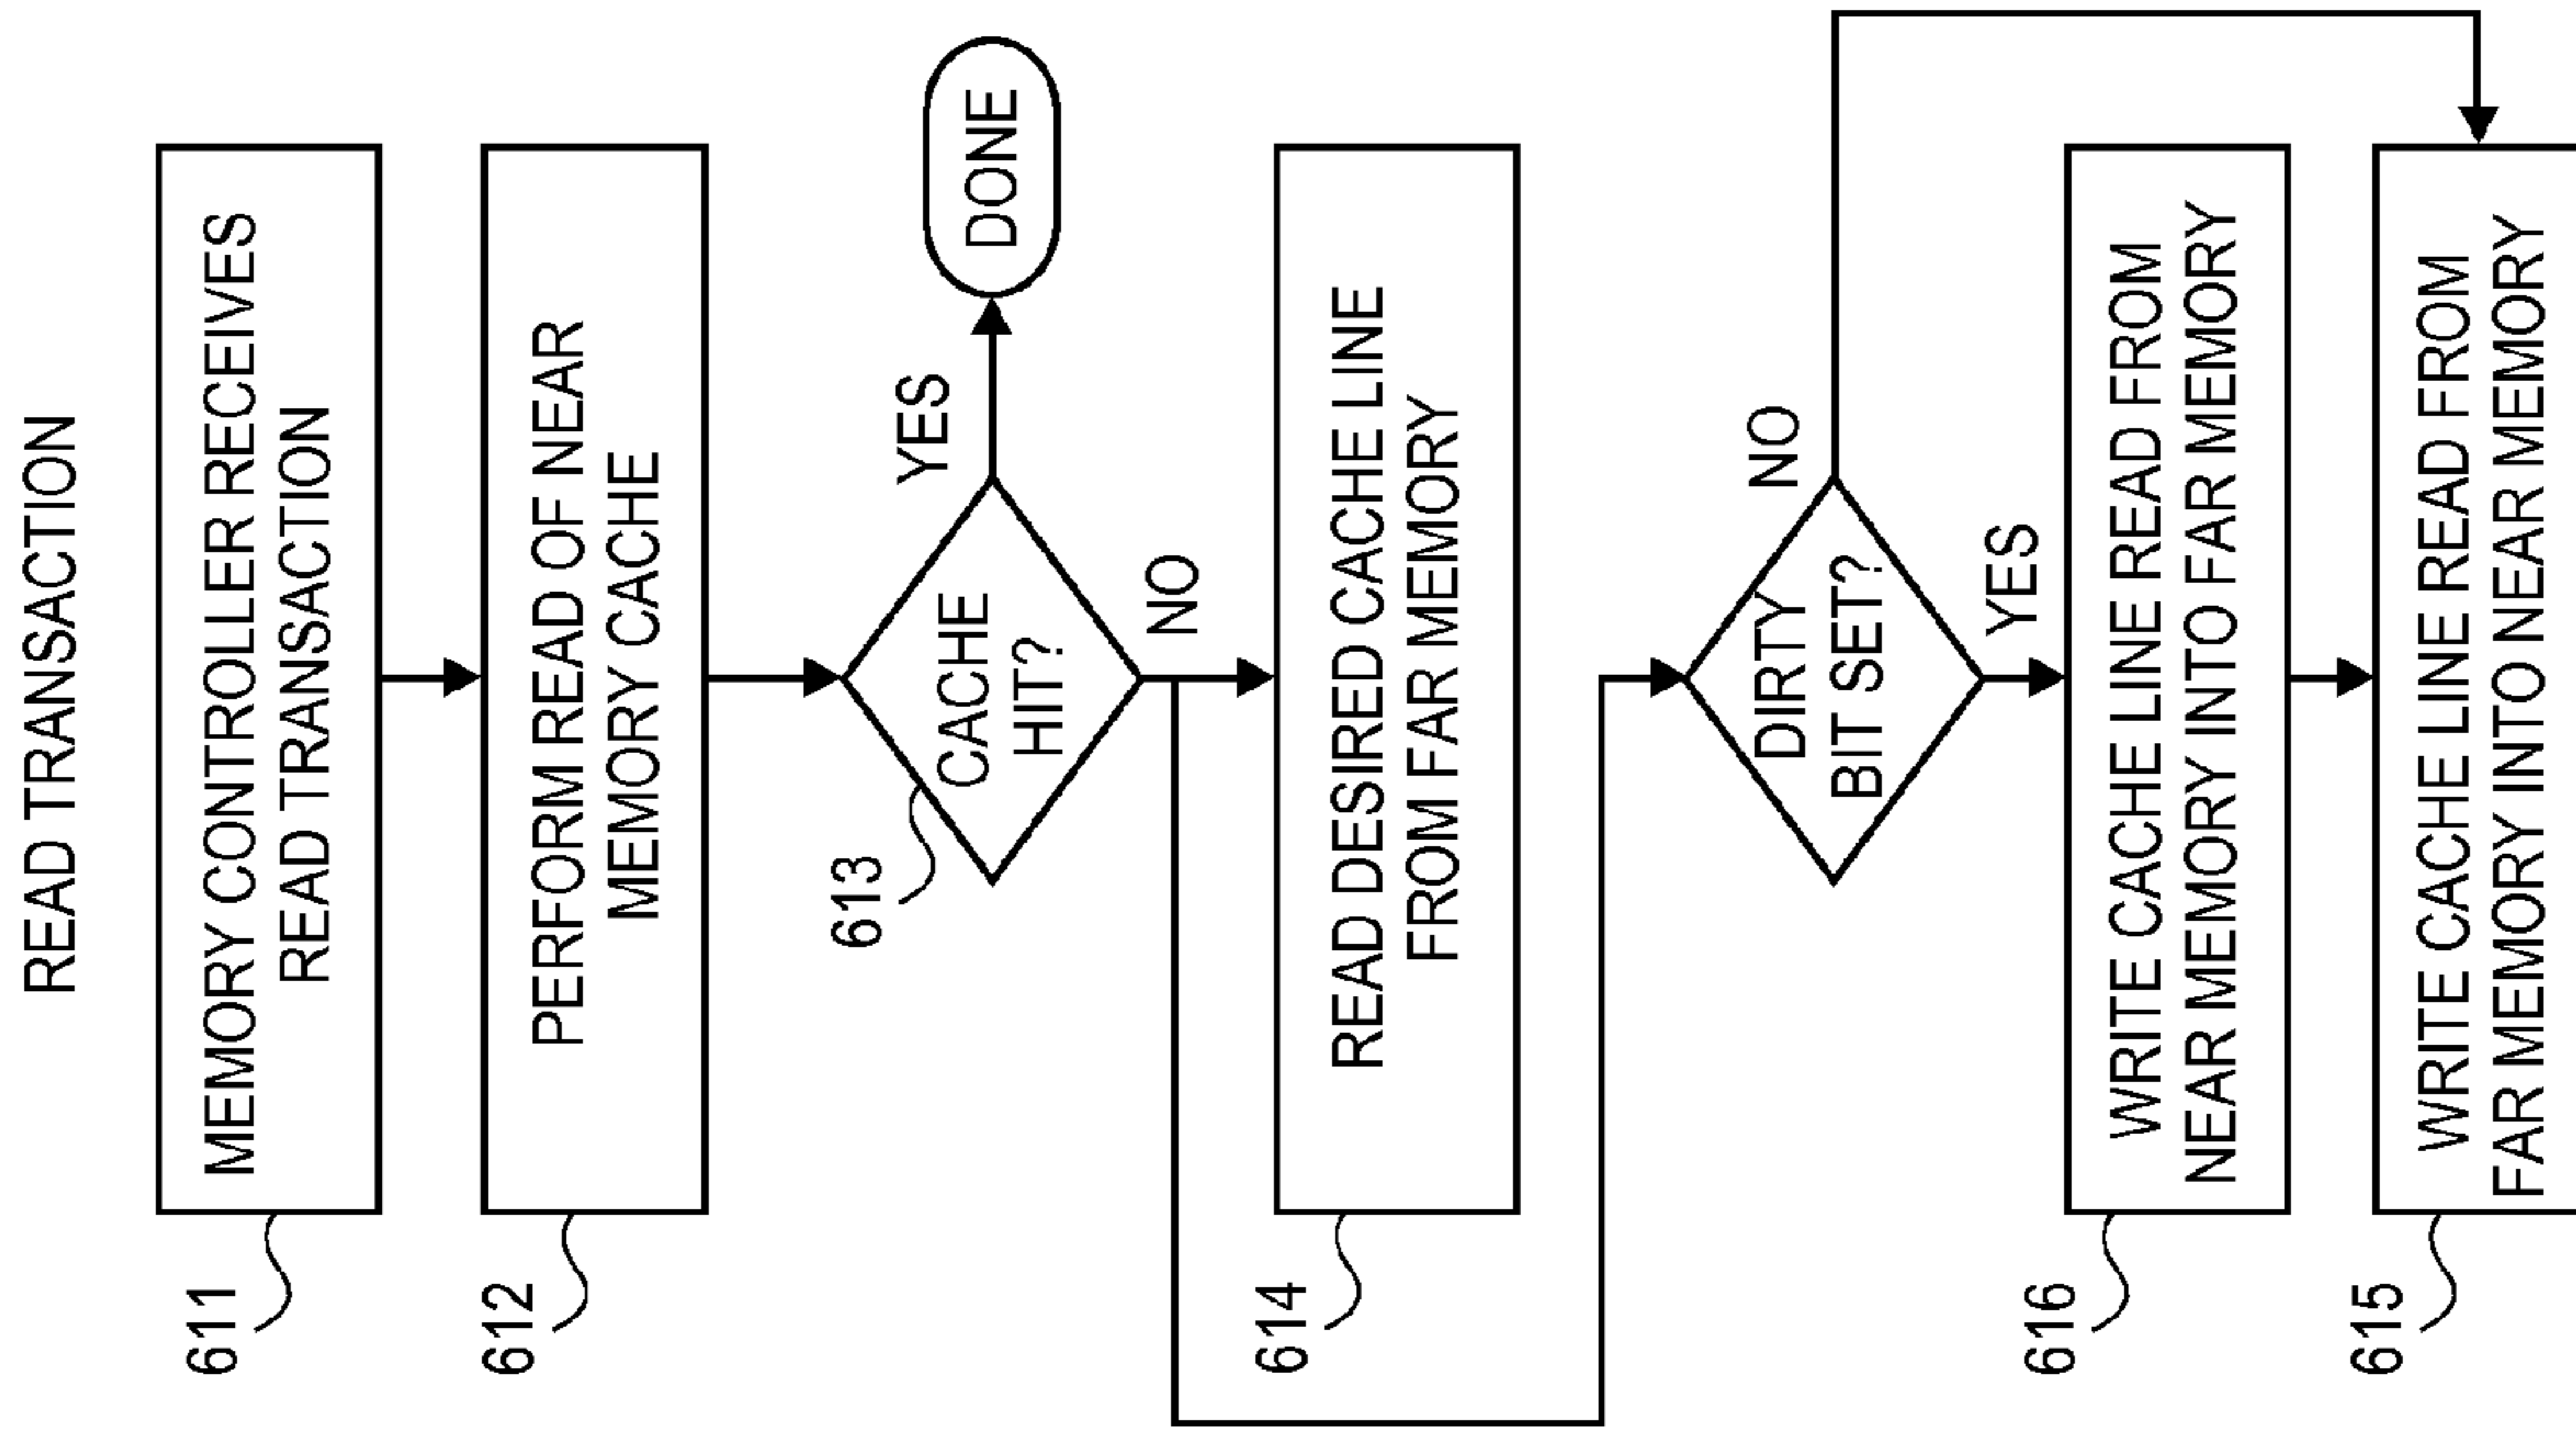 READ TRANSACTION
611
MEMORY CONTROLLER RECEIVES
READ TRANSACTION
612
PERFORM READ OF NEAR
MEMORY CACHE
613
CACHE
HIT?
YES
DONE
NO
614
READ DESIRED CACHE LINE
FROM FAR MEMORY
DIRTY
BIT SET?
NO
YES
616
WRITE CACHE LINE READ FROM
NEAR MEMORY INTO FAR MEMORY
615
WRITE CACHE LINE READ FROM
FAR MEMORY INTO NEAR MEMORY